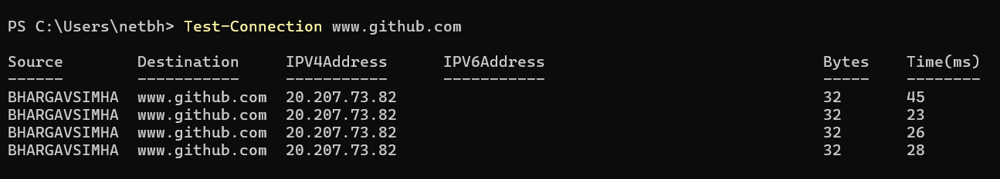 PS C:\Users\netbh> Test-Connection www.github.com
Source Destination IPV4Address IPV6Address Bytes Time(ms)
------ ----------- ----------- ----------- ----- --------
BHARGAVSIMHA www.github.com 20.207.73.82 32 45
BHARGAVSIMHA www.github.com 20.207.73.82 32 23
BHARGAVSIMHA www.github.com 20.207.73.82 32 26
BHARGAVSIMHA www.github.com 20.207.73.82 32 28